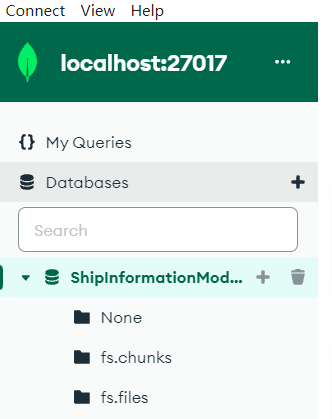 Connect View Help
localhost:27017 ...
{} My Queries
Databases +
Search
ShipInformationMod... +
None
fs.chunks
fs.files